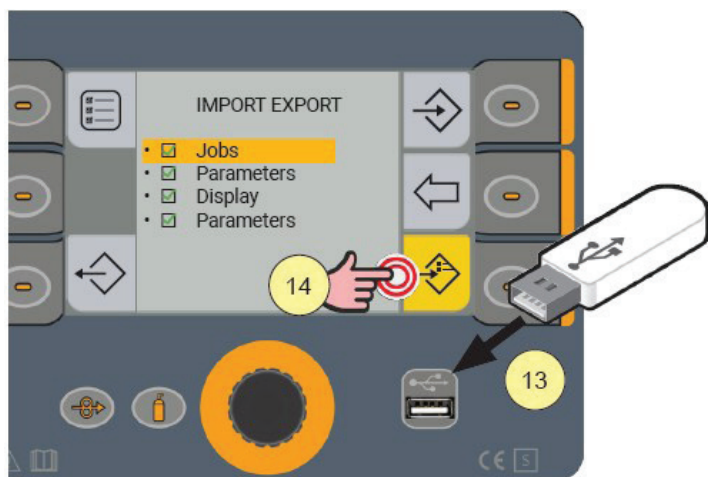 IMPORT EXPORT
• Jobs
• Parameters
• Display
• Parameters
14
13
CE S